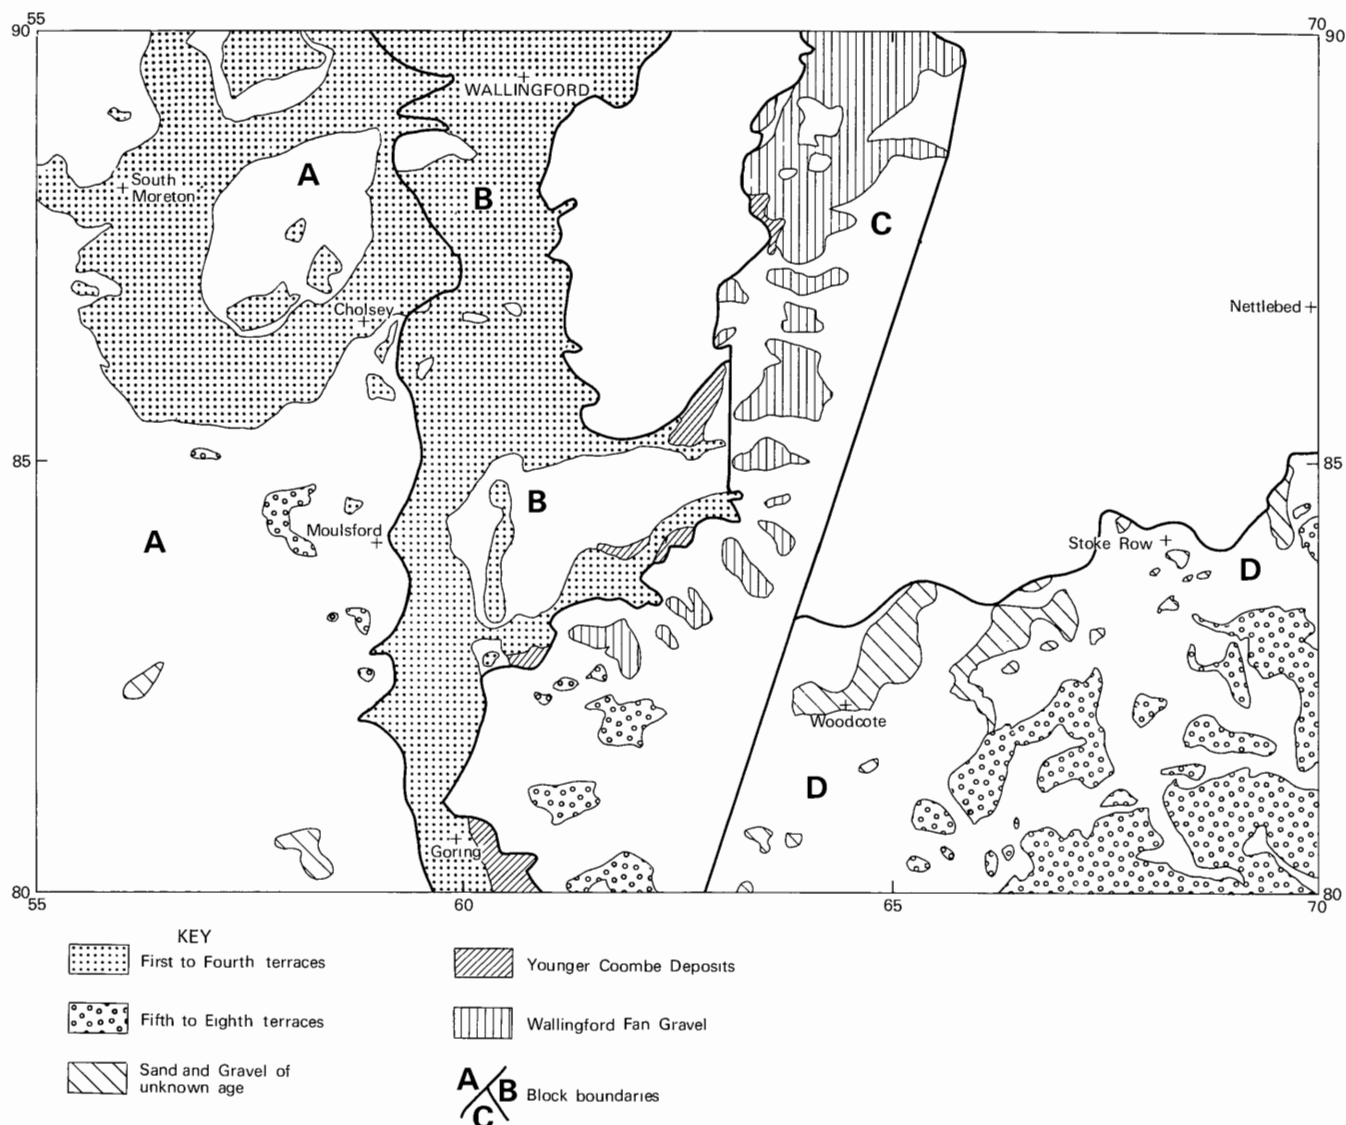 55
70
90
90
WALLINGFORD
A
South
Moreton
B
C
Cholsey
Nettlebed
85
85
B
A
Moulsford
Stoke Row
D
Woodcote
D
Goring
80
80
55
60
65
70
KEY
First to Fourth terraces
Younger Coombe Deposits
Fifth to Eighth terraces
Wallingford Fan Gravel
Sand and Gravel of
unknown age
A
B
C
Block boundaries